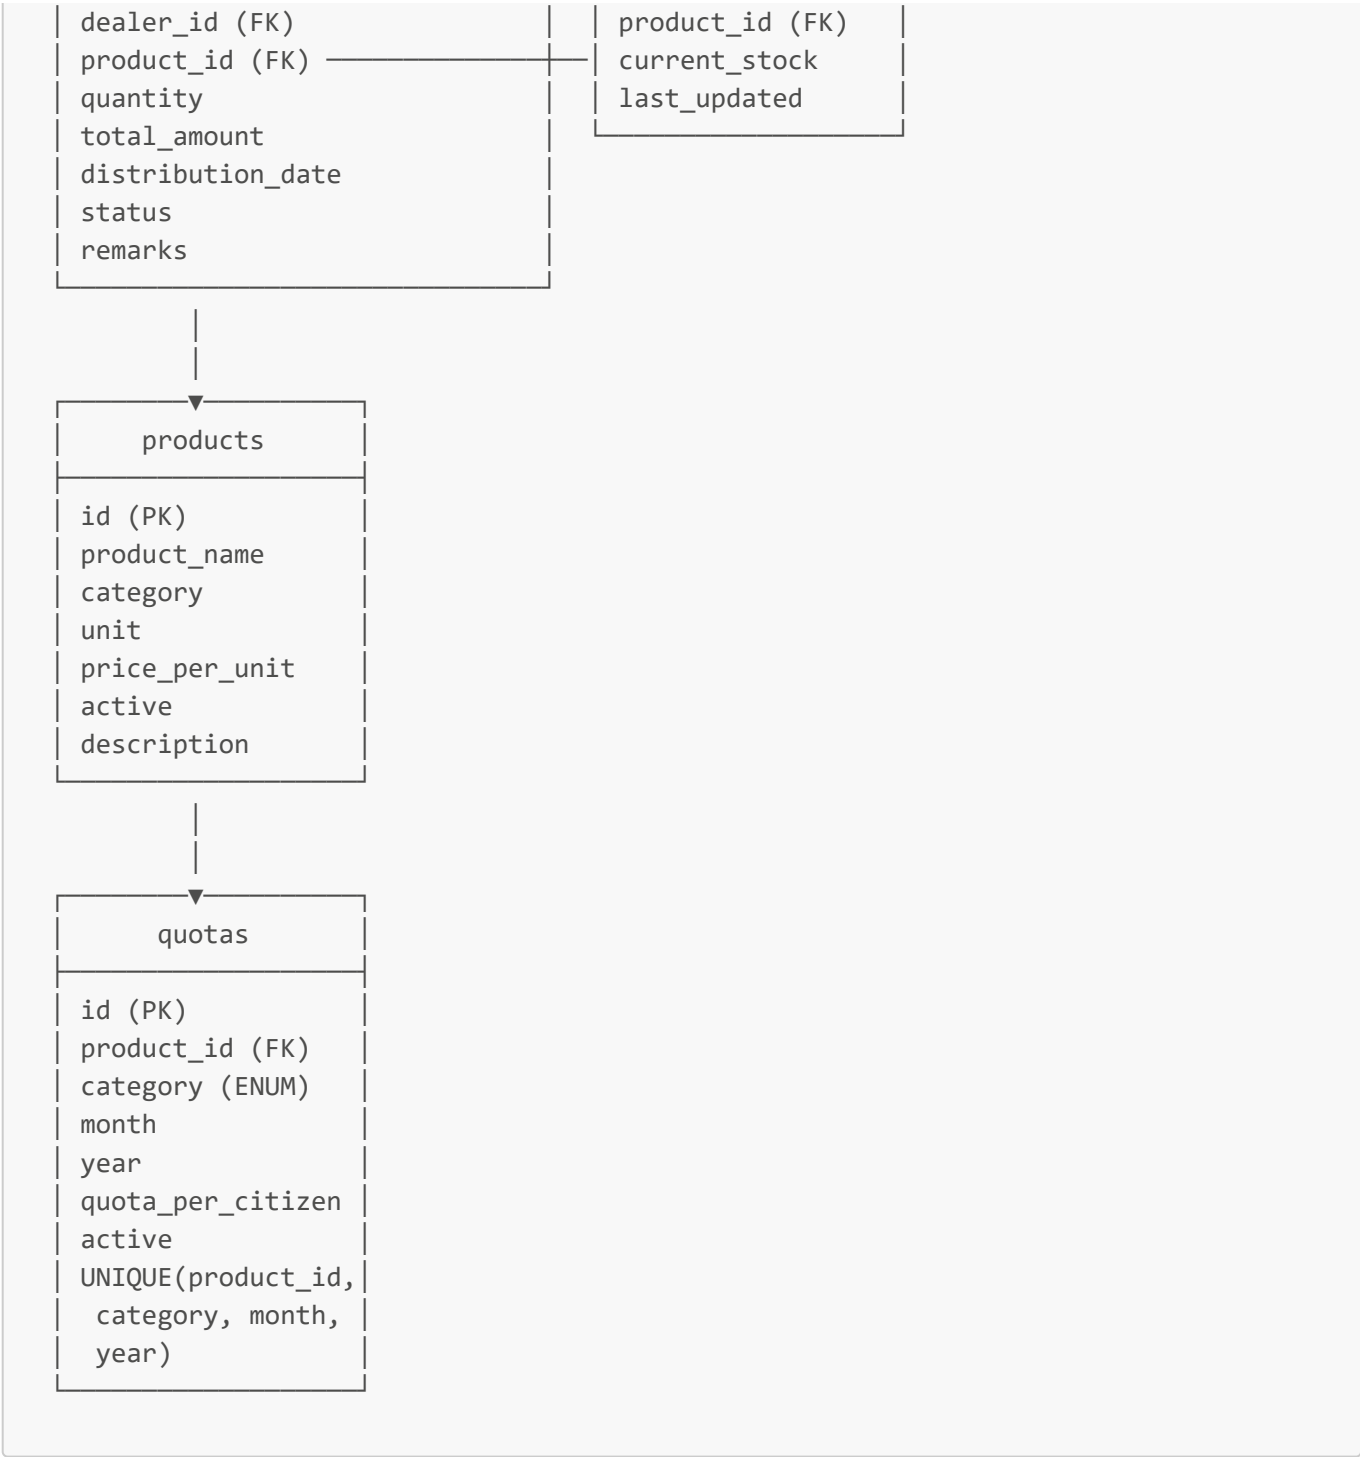 dealer_id (FK) product_id (FK)
product_id (FK) current_stock
quantity last_updated
total_amount
distribution_date
status
remarks
products
id (PK)
product_name
category
unit
price_per_unit
active
description
quotas
id (PK)
product_id (FK)
category (ENUM)
month
year
quota_per_citizen
active
UNIQUE(product_id,
category, month,
year)